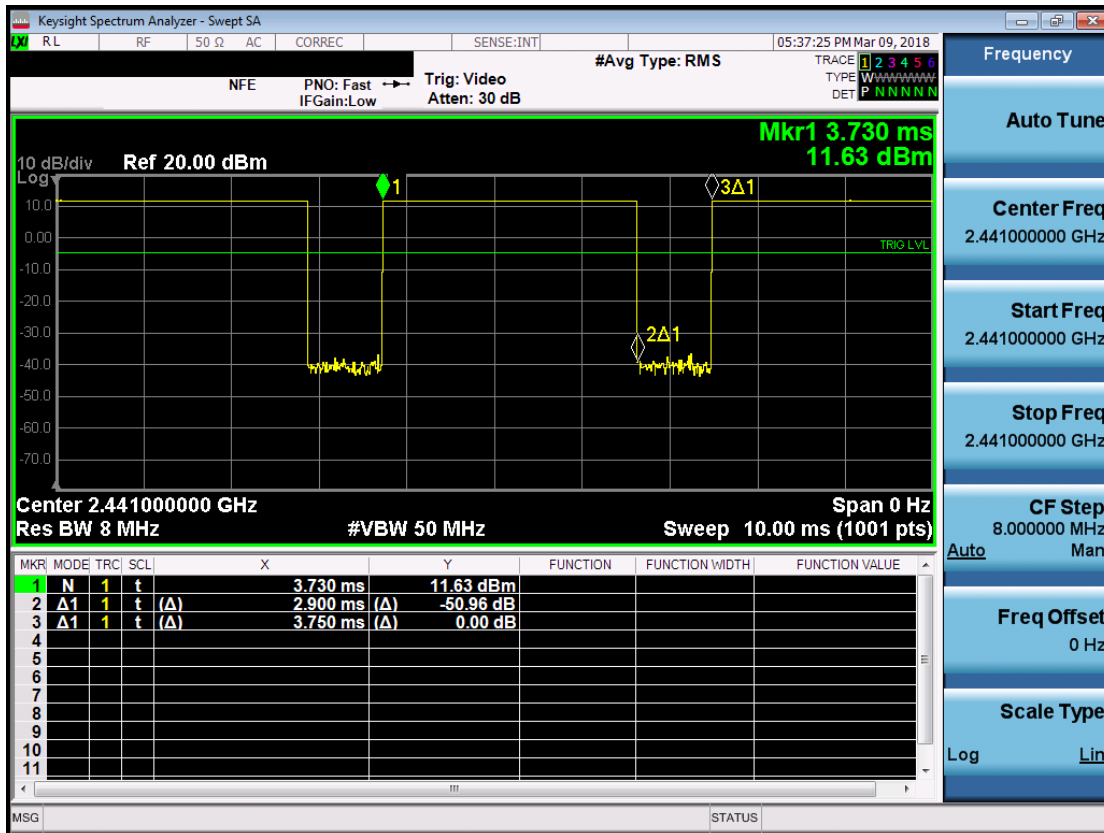 Keysight Spectrum Analyzer - Swept SA
LXI RL RF 50 Ω AC CORREC SENSE:INT 05:37:25 PM Mar 09, 2018
NFE PNO: Fast Trig: Video #Avg Type: RMS TRACE 1 2 3 4 5 6
IFGain:Low Atten: 30 dB TYPE WWWWWWW
DET P N N N N N
Mkr1 3.730 ms
11.63 dBm
10 dB/div Ref 20.00 dBm
Log
1 3Δ1
10.0
0.00
TRIG LVL
-10.0
-20.0
-30.0
2Δ1
-40.0
-50.0
-60.0
-70.0
Center 2.441000000 GHz Span 0 Hz
Res BW 8 MHz #VBW 50 MHz Sweep 10.00 ms (1001 pts)
MKR MODE TRC SCL X Y FUNCTION FUNCTION WIDTH FUNCTION VALUE
1 N 1 t 3.730 ms 11.63 dBm
2 Δ1 1 t (Δ) 2.900 ms (Δ) -50.96 dB
3 Δ1 1 t (Δ) 3.750 ms (Δ) 0.00 dB
4
5
6
7
8
9
10
11
MSG STATUS
Frequency
Auto Tune
Center Freq
2.441000000 GHz
Start Freq
2.441000000 GHz
Stop Freq
2.441000000 GHz
CF Step
8.000000 MHz
Auto Man
Freq Offset
0 Hz
Scale Type
Log Lin